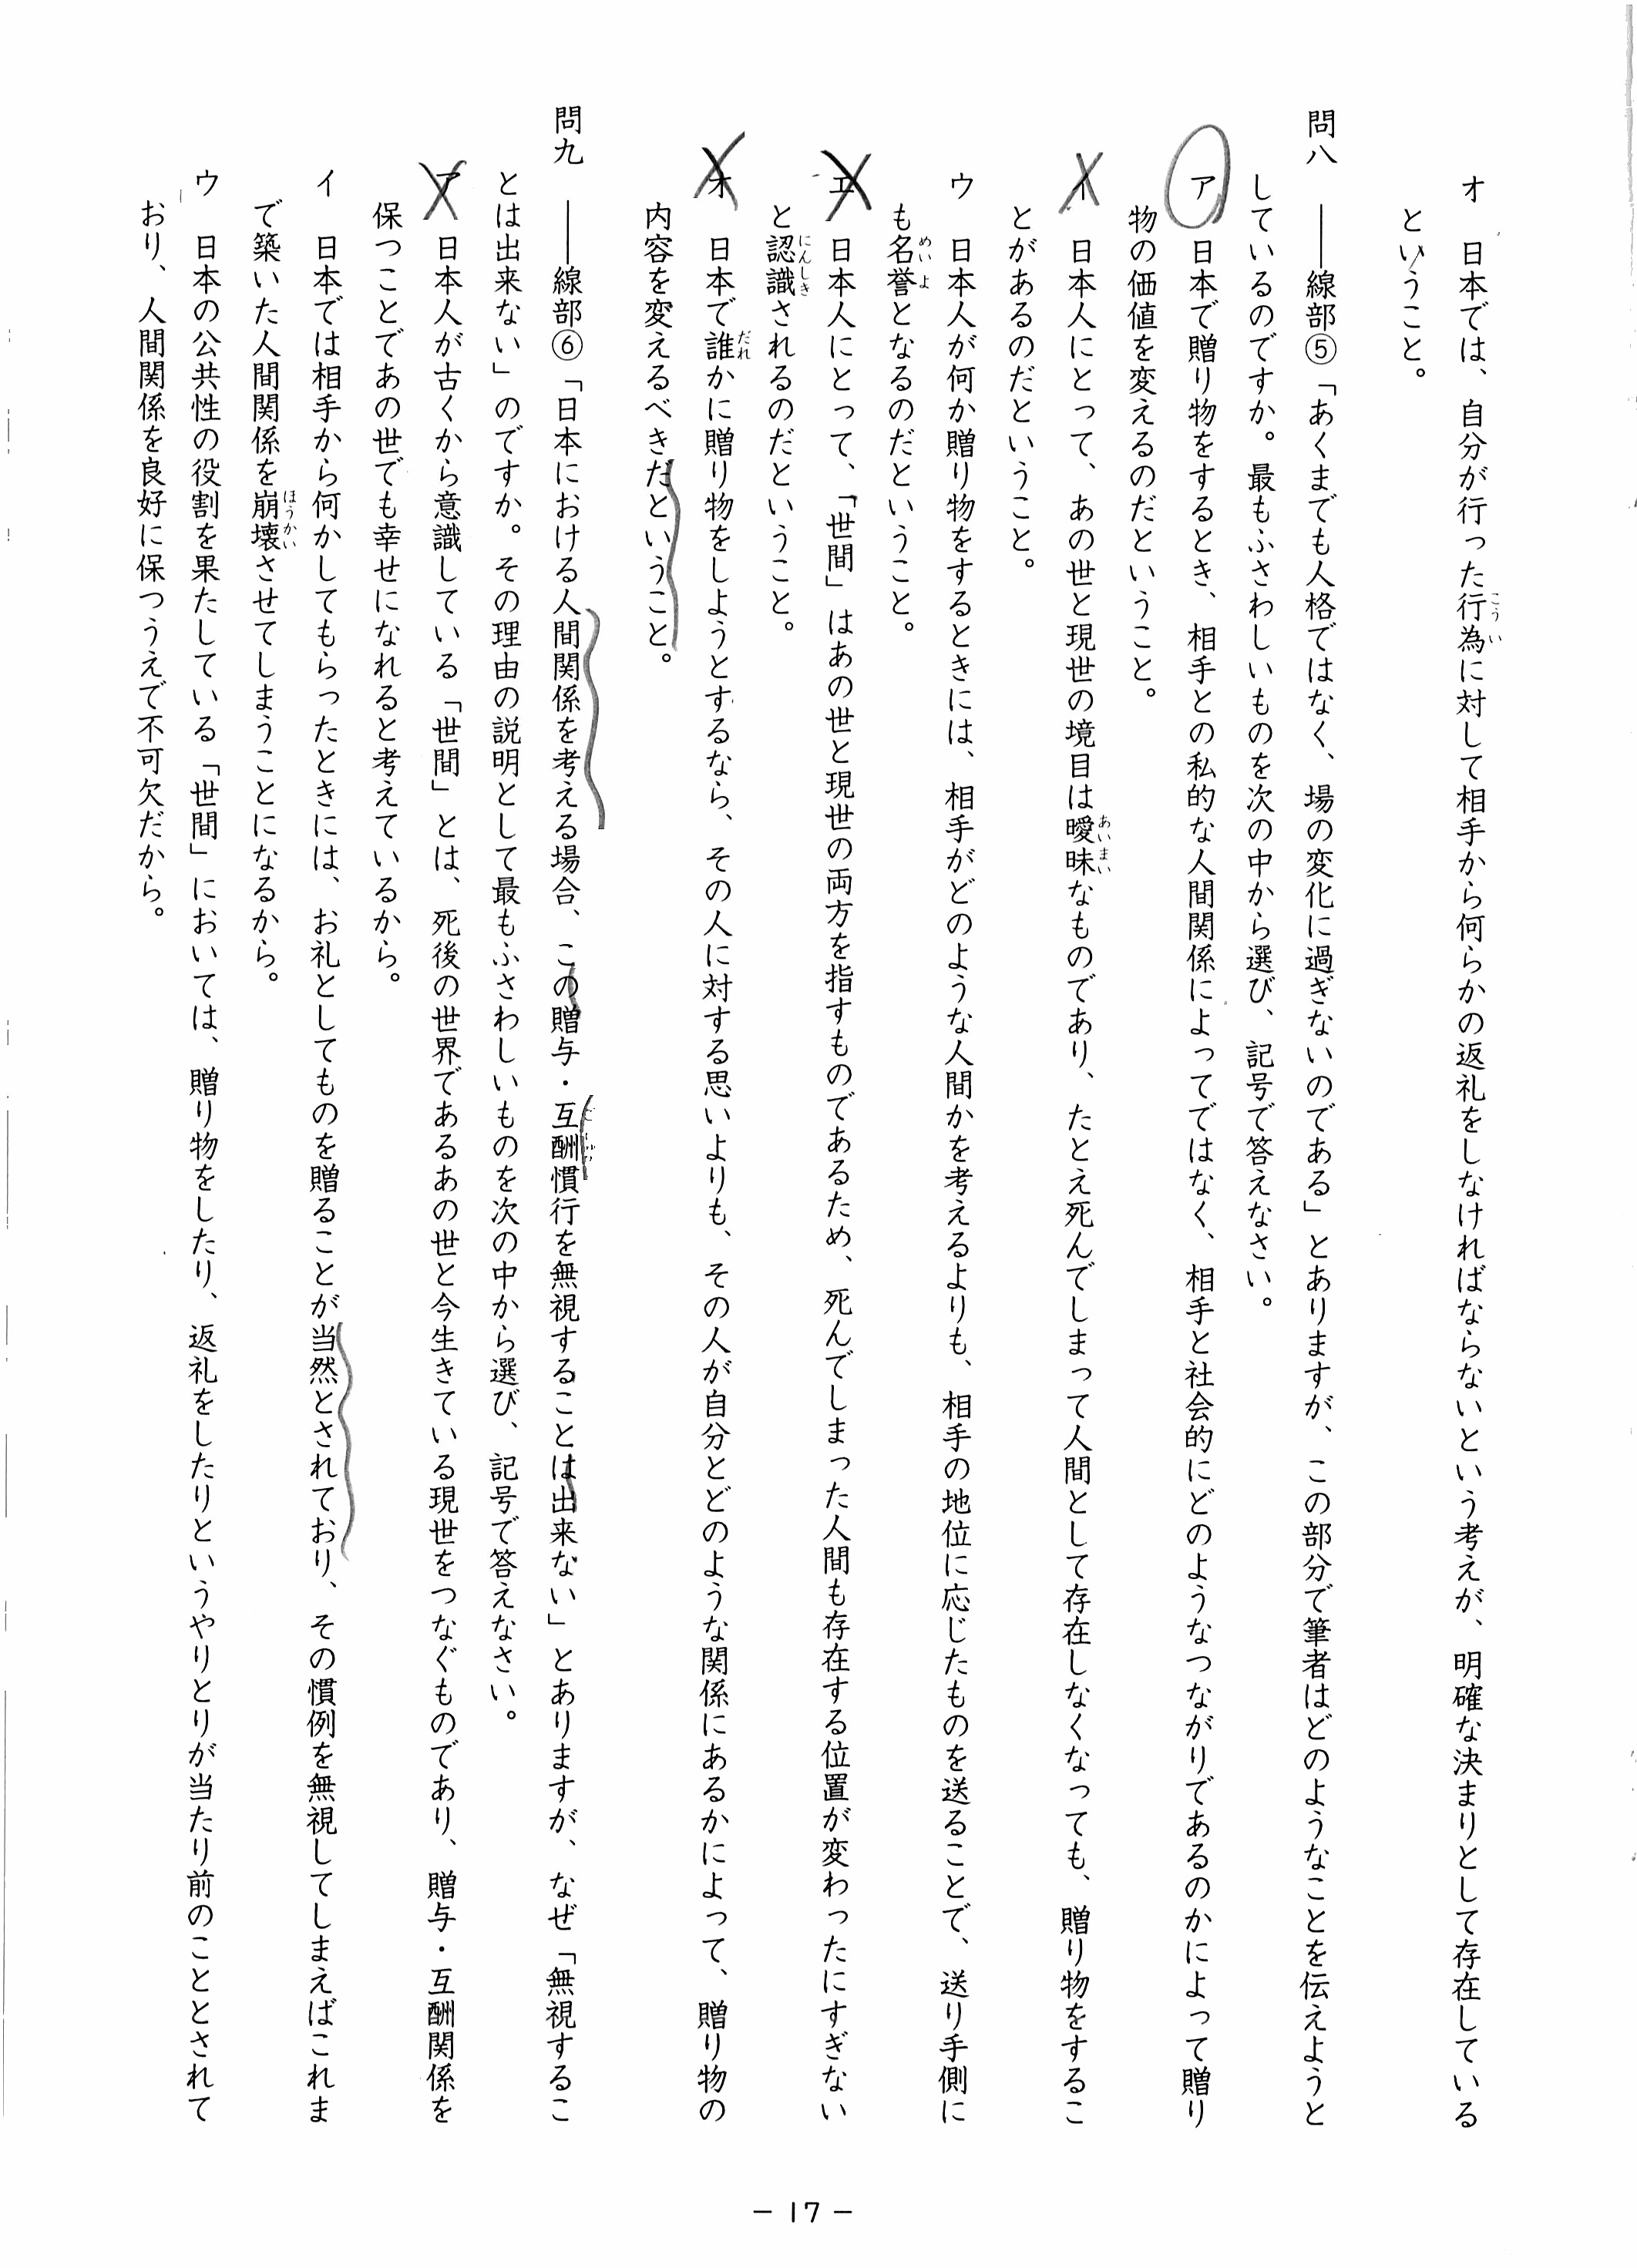 オ　日本では、自分が行った行為に対して相手から何らかの返礼をしなければならないという考えが、明確な決まりとして存在している
ということ。
問八　――線部⑤「あくまでも人格ではなく、場の変化に過ぎないのである」とありますが、この部分で筆者はどのようなことを伝えようと
しているのですか。最もふさわしいものを次の中から選び、記号で答えなさい。
ア　日本で贈り物をするとき、相手との私的な人間関係によってではなく、相手と社会的にどのようなつながりであるのかによって贈り
物の価値を変えるのだということ。
イ　日本人にとって、あの世と現世の境目は曖昧なものであり、たとえ死んでしまって人間として存在しなくなっても、贈り物をするこ
とがあるのだということ。
ウ　日本人が何か贈り物をするときには、相手がどのような人間かを考えるよりも、相手の地位に応じたものを送ることで、送り手側に
も名誉となるのだということ。
エ　日本人にとって、「世間」はあの世と現世の両方を指すものであるため、死んでしまった人間も存在する位置が変わったにすぎない
と認識されるのだということ。
オ　日本で誰かに贈り物をしようとするなら、その人に対する思いよりも、その人が自分とどのような関係にあるかによって、贈り物の
内容を変えるべきだということ。
問九　――線部⑥「日本における人間関係を考える場合、この贈与・互酬慣行を無視することは出来ない」とありますが、なぜ「無視するこ
とは出来ない」のですか。その理由の説明として最もふさわしいものを次の中から選び、記号で答えなさい。
ア　日本人が古くから意識している「世間」とは、死後の世界であるあの世と今生きている現世をつなぐものであり、贈与・互酬関係を
保つことであの世でも幸せになれると考えているから。
イ　日本では相手から何かしてもらったときには、お礼としてものを贈ることが当然とされており、その慣例を無視してしまえばこれま
で築いた人間関係を崩壊させてしまうことになるから。
ウ　日本の公共性の役割を果たしている「世間」においては、贈り物をしたり、返礼をしたりというやりとりが当たり前のこととされて
おり、人間関係を良好に保つうえで不可欠だから。
－17－